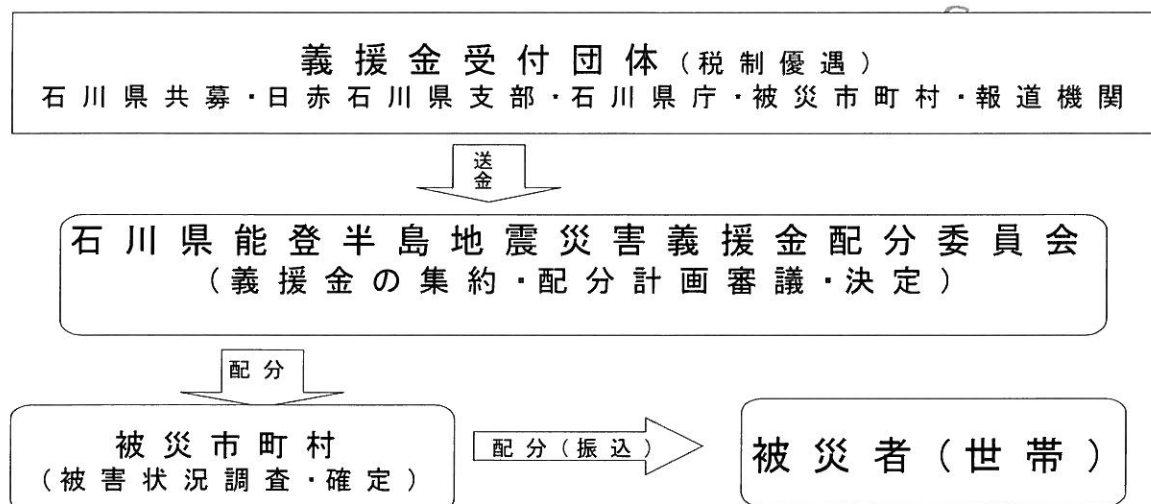 義援金受付団体(税制優遇)
石川県共募・日赤石川県支部・石川県庁・被災市町村・報道機関
送金
石川県能登半島地震災害義援金配分委員会
(義援金の集約・配分計画審議・決定)
配分
被災市町村
(被害状況調査・確定)
配分(振込)
被災者(世帯)